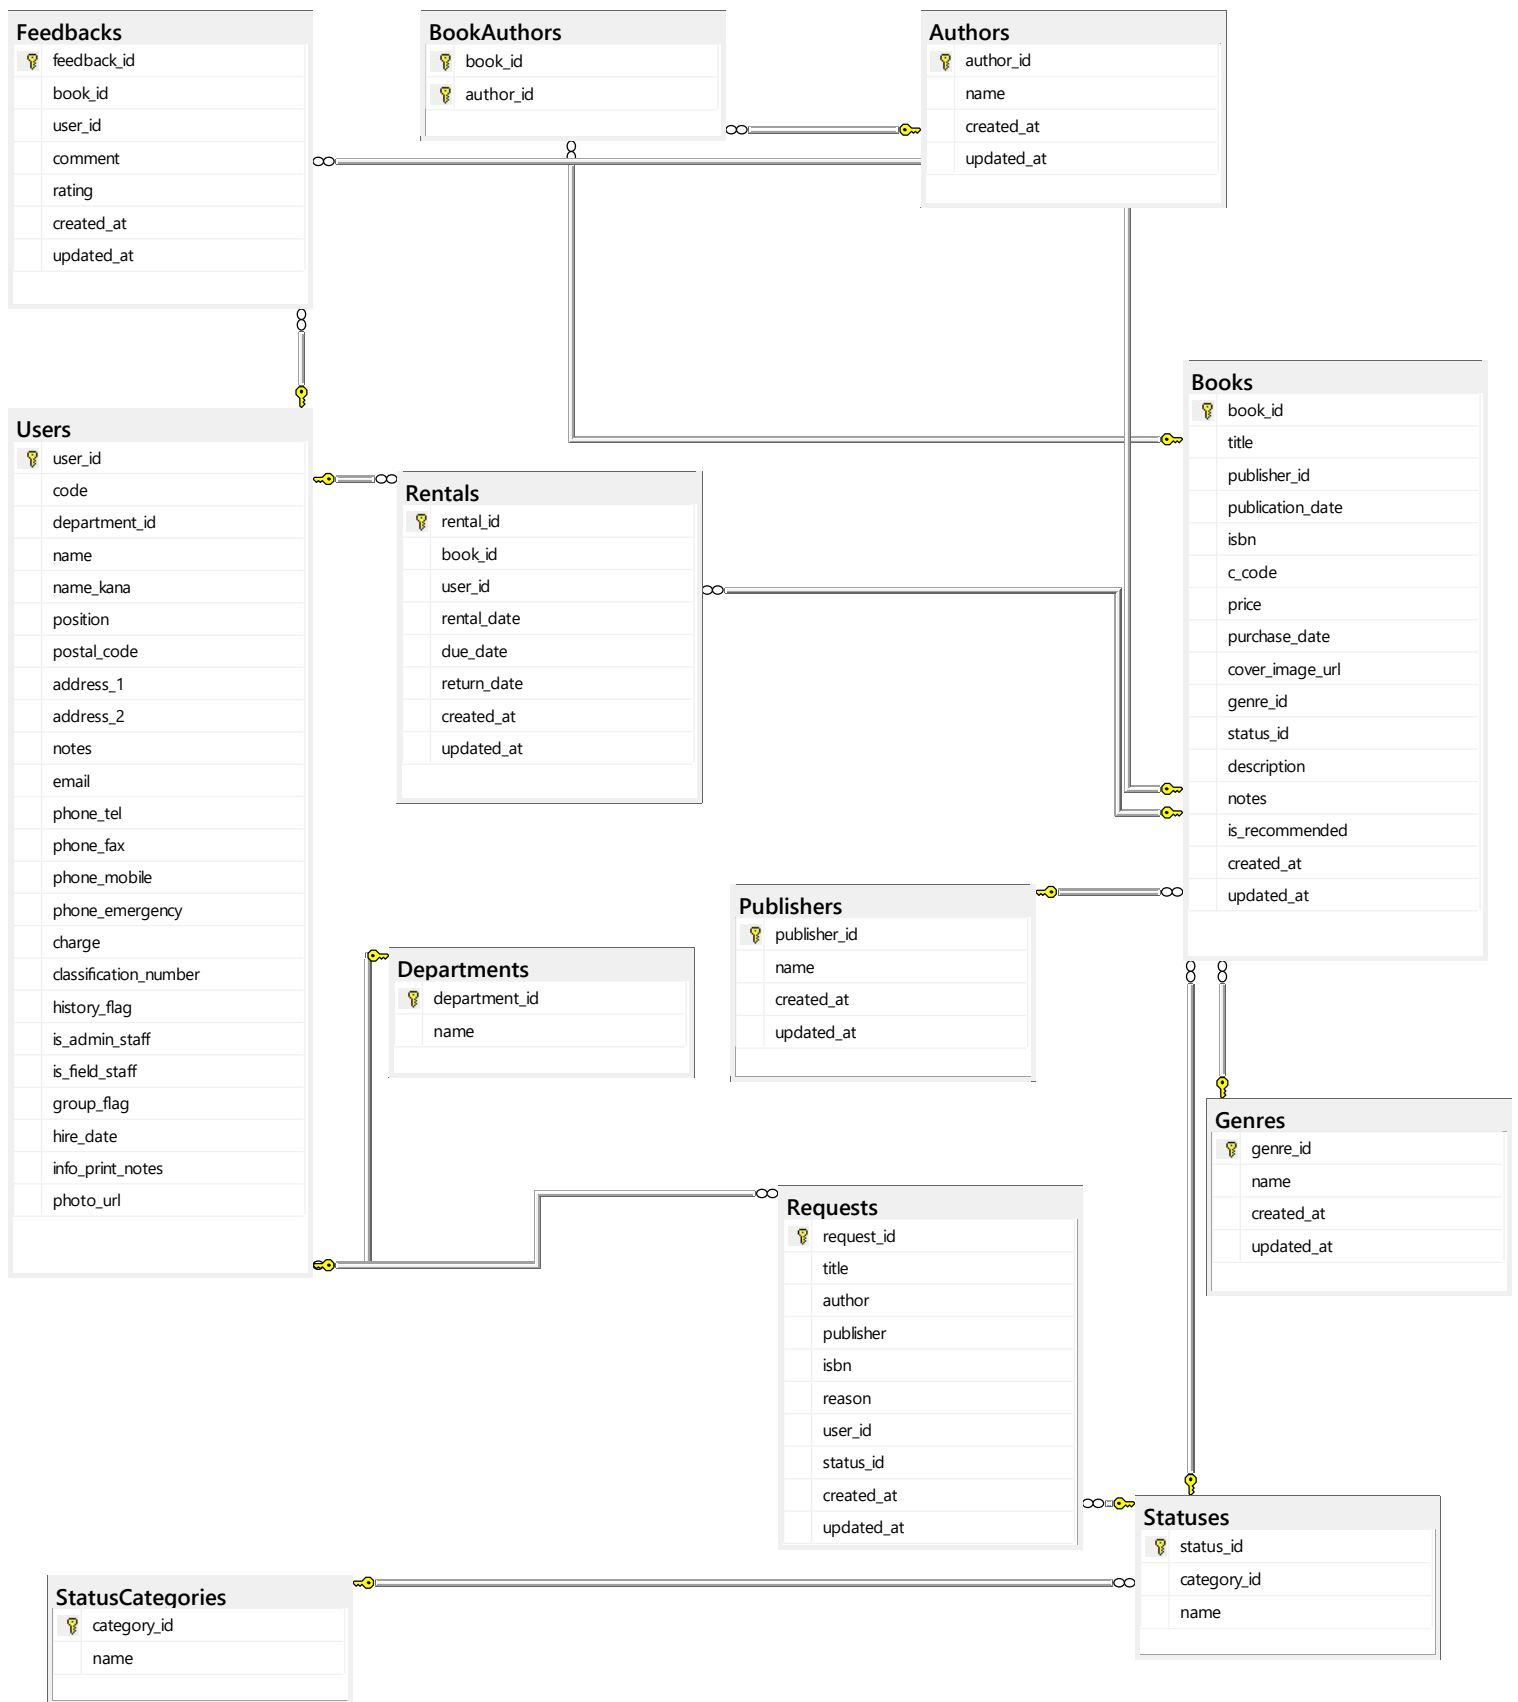 Feedbacks
feedback_id
book_id
user_id
comment
rating
created_at
updated_at
BookAuthors
book_id
author_id
Authors
author_id
name
created_at
updated_at
Users
user_id
code
department_id
name
name_kana
position
postal_code
address_1
address_2
notes
email
phone_tel
phone_fax
phone_mobile
phone_emergency
charge
classification_number
history_flag
is_admin_staff
is_field_staff
group_flag
hire_date
info_print_notes
photo_url
Rentals
rental_id
book_id
user_id
rental_date
due_date
return_date
created_at
updated_at
Books
book_id
title
publisher_id
publication_date
isbn
c_code
price
purchase_date
cover_image_url
genre_id
status_id
description
notes
is_recommended
created_at
updated_at
Publishers
publisher_id
name
created_at
updated_at
Departments
department_id
name
Genres
genre_id
name
created_at
updated_at
Requests
request_id
title
author
publisher
isbn
reason
user_id
status_id
created_at
updated_at
Statuses
status_id
category_id
name
StatusCategories
category_id
name